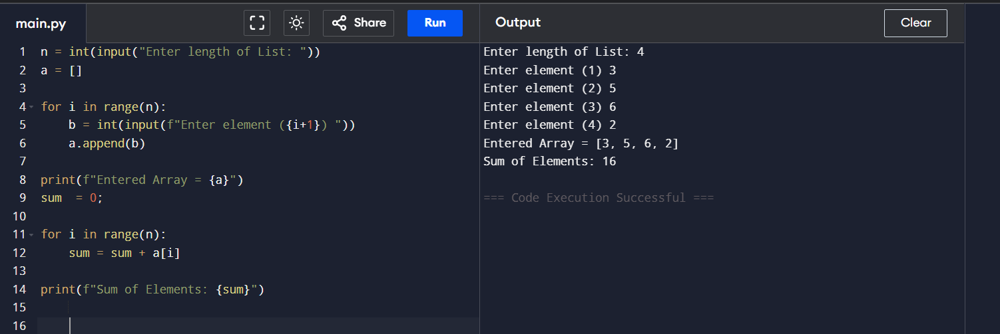 main.py
Share
Run
Output
Clear
1 n = int(input("Enter length of List: "))
2 a = []
3
4 for i in range(n):
5     b = int(input(f"Enter element ({i+1}) "))
6     a.append(b)
7
8 print(f"Entered Array = {a}")
9 sum  = 0;
10
11 for i in range(n):
12     sum = sum + a[i]
13
14 print(f"Sum of Elements: {sum}")
15
16
Enter length of List: 4
Enter element (1) 3
Enter element (2) 5
Enter element (3) 6
Enter element (4) 2
Entered Array = [3, 5, 6, 2]
Sum of Elements: 16
=== Code Execution Successful ===